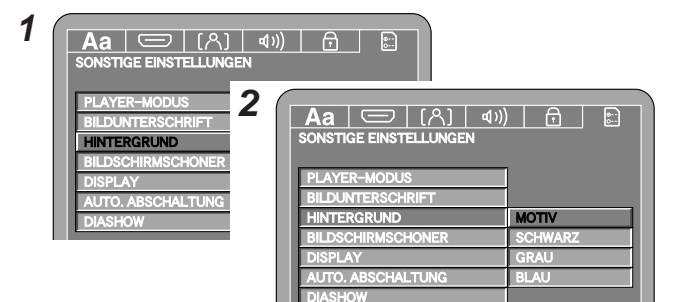 1
Aa
SONSTIGE EINSTELLUNGEN
PLAYER-MODUS
BILDUNTERSCHRIFT
HINTERGRUND
BILDSCHIRMSCHONER
DISPLAY
AUTO. ABSCHALTUNG
DIASHOW
2
Aa
SONSTIGE EINSTELLUNGEN
PLAYER-MODUS
BILDUNTERSCHRIFT
HINTERGRUND MOTIV
BILDSCHIRMSCHONER SCHWARZ
DISPLAY GRAU
AUTO. ABSCHALTUNG BLAU
DIASHOW